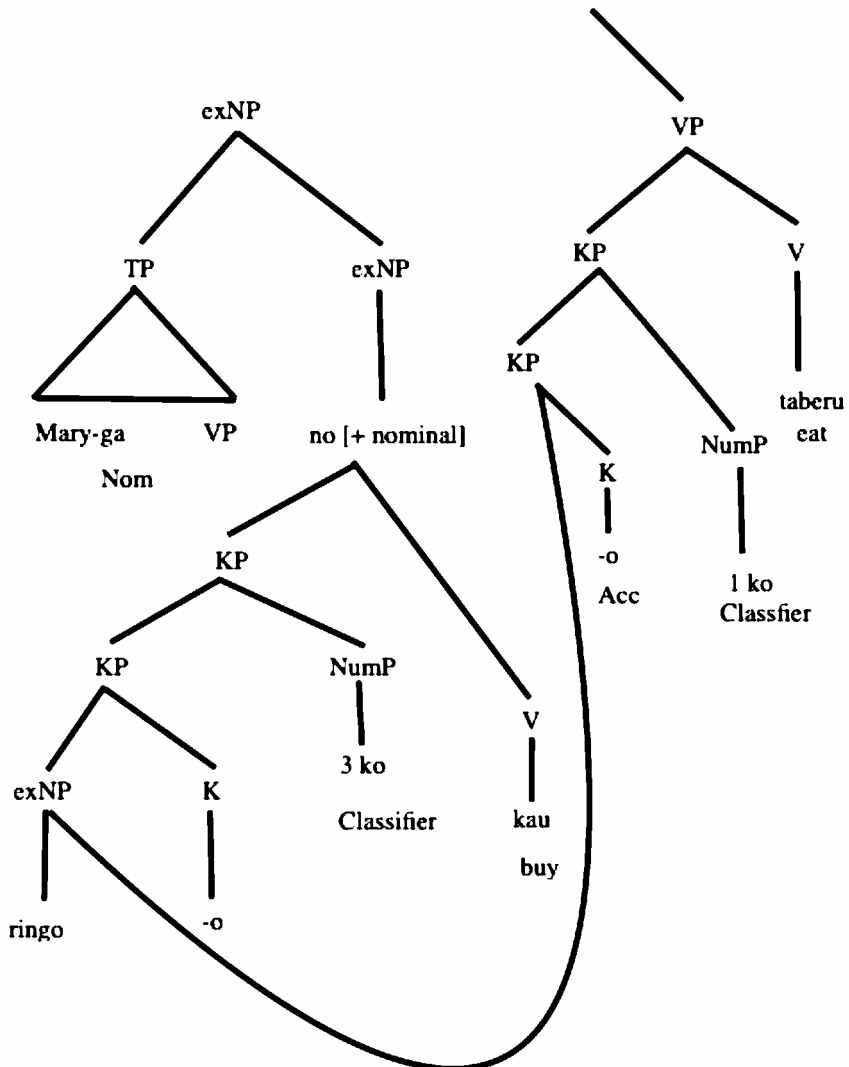 exNP
VP
TP
exNP
KP
V
KP
Mary-ga VP
no [+ nominal]
taberu
eat
Nom
K
NumP
KP
-o
Acc
1 ko
Classfier
KP
NumP
V
exNP
K
3 ko
Classifier
kau
buy
ringo
-o